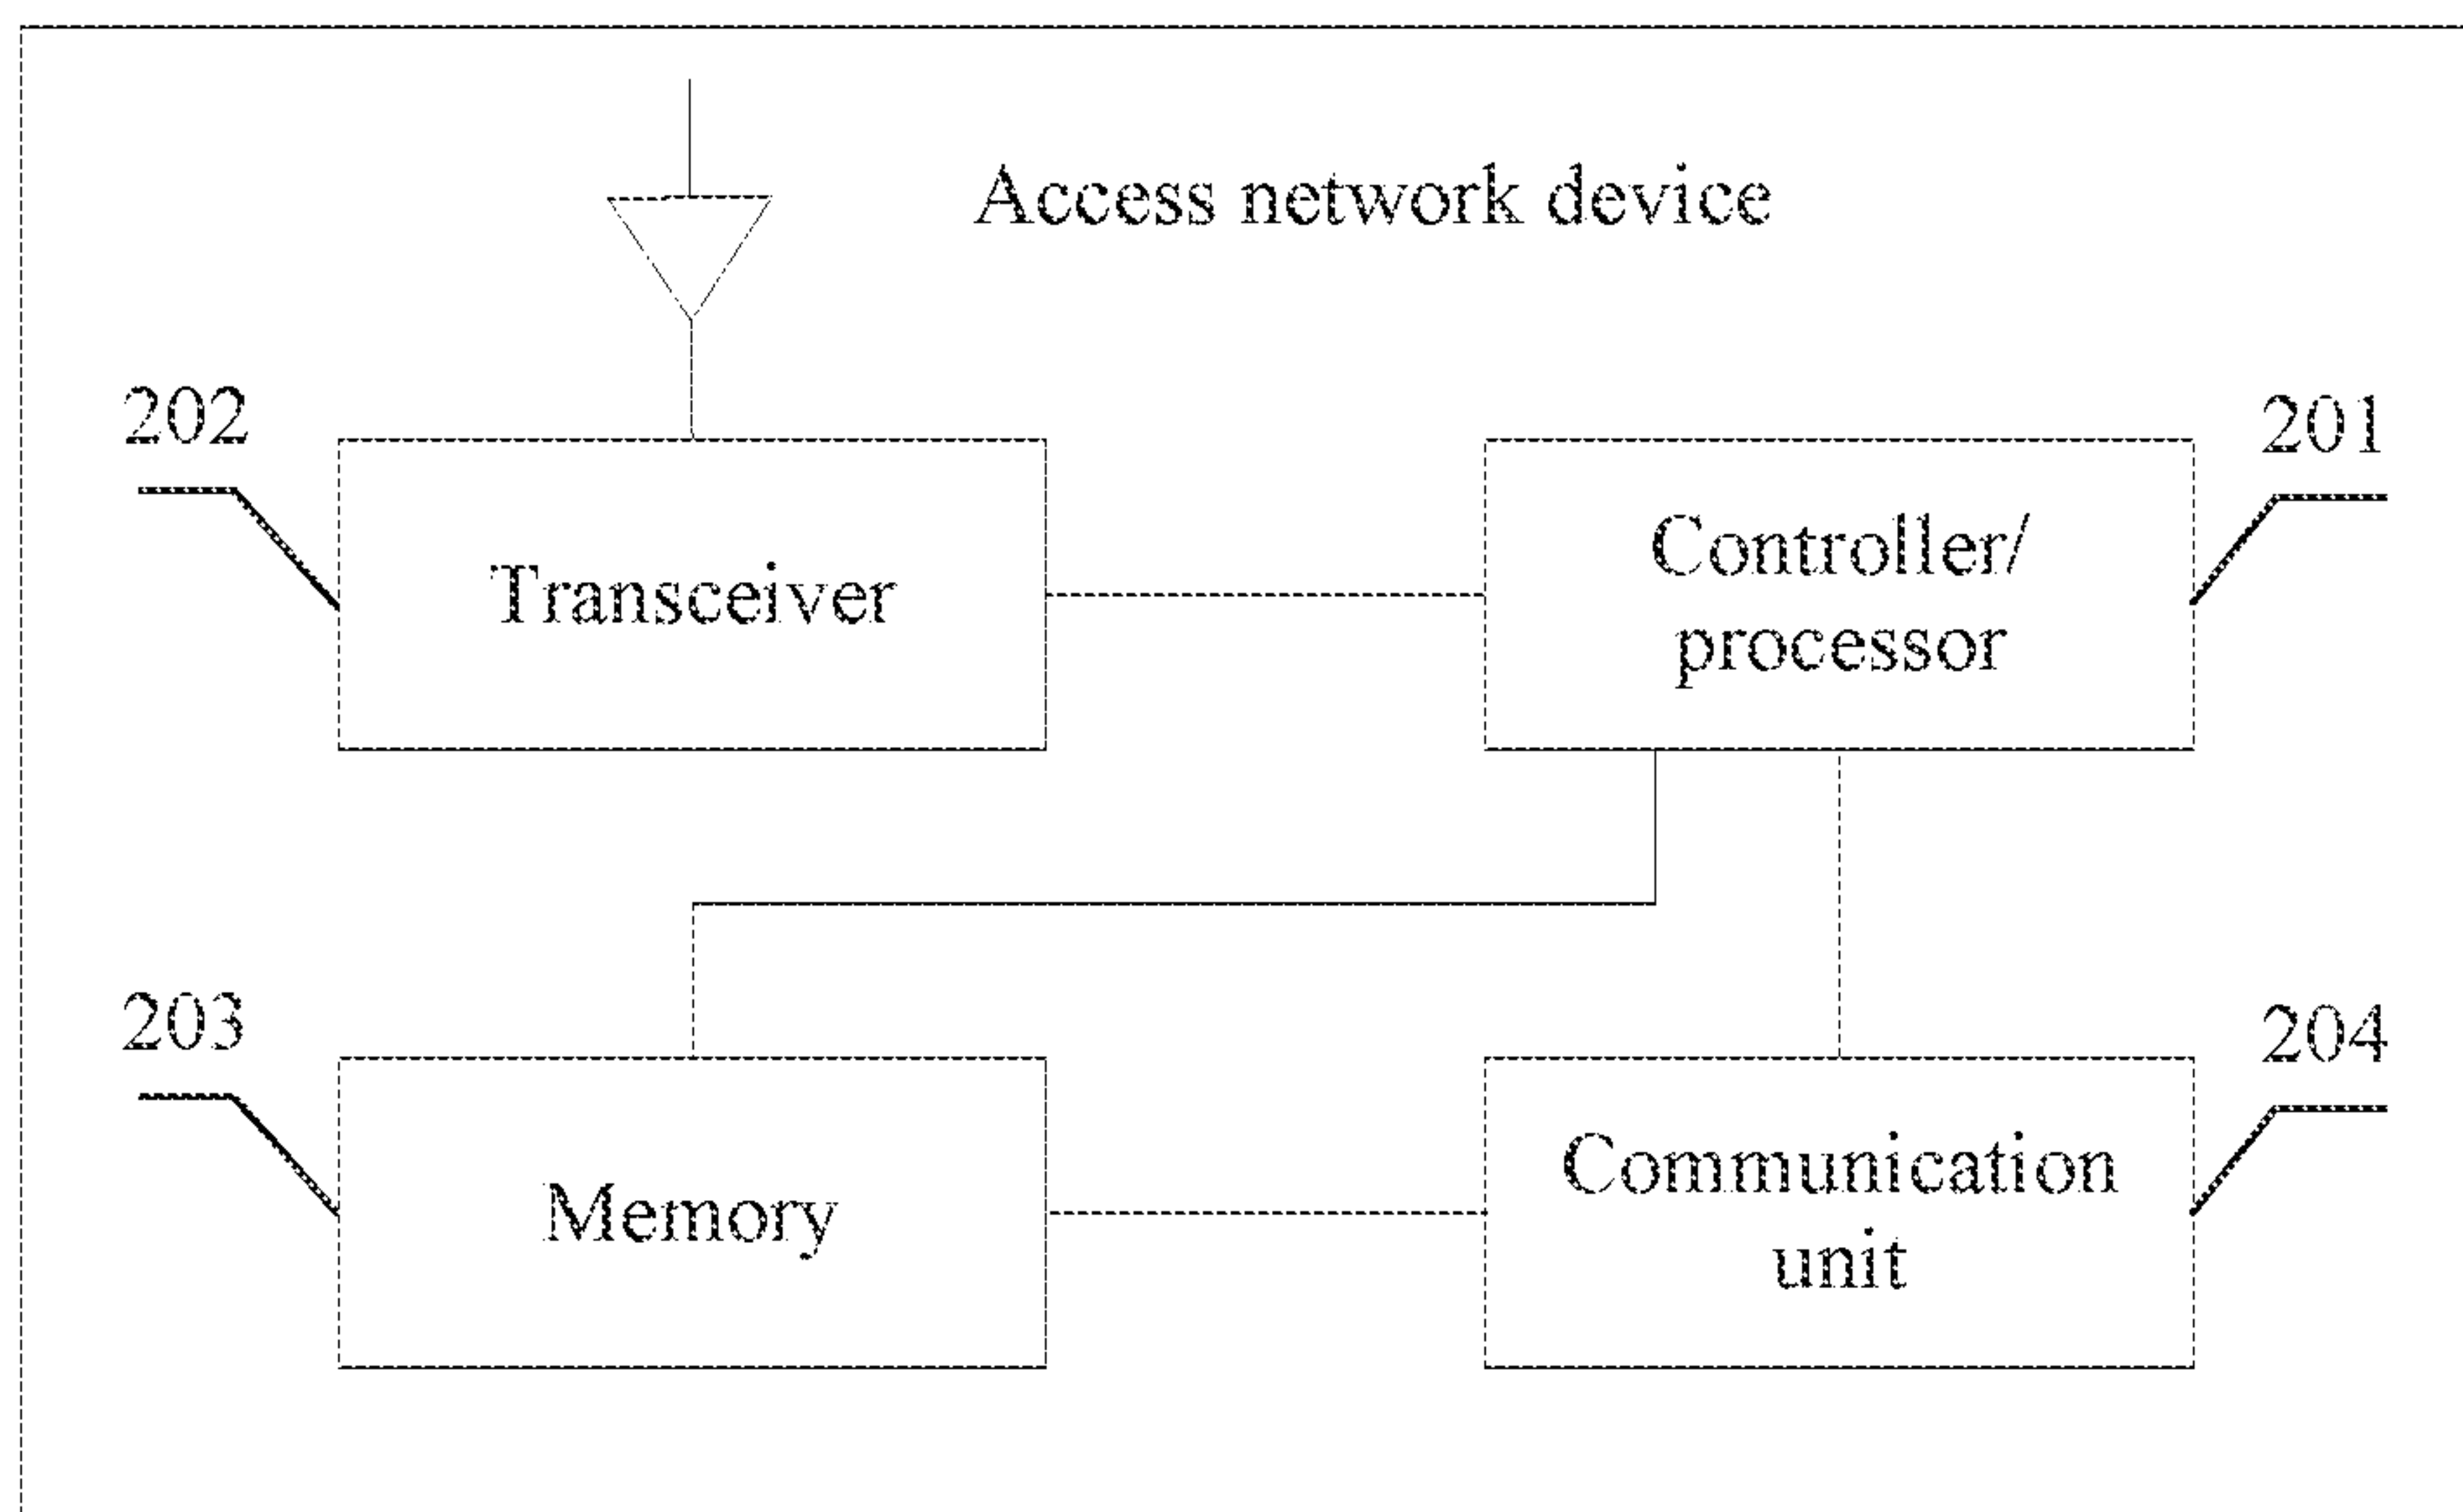 Access network device
202
201
Transceiver
Controller/
processor
203
204
Memory
Communication
unit